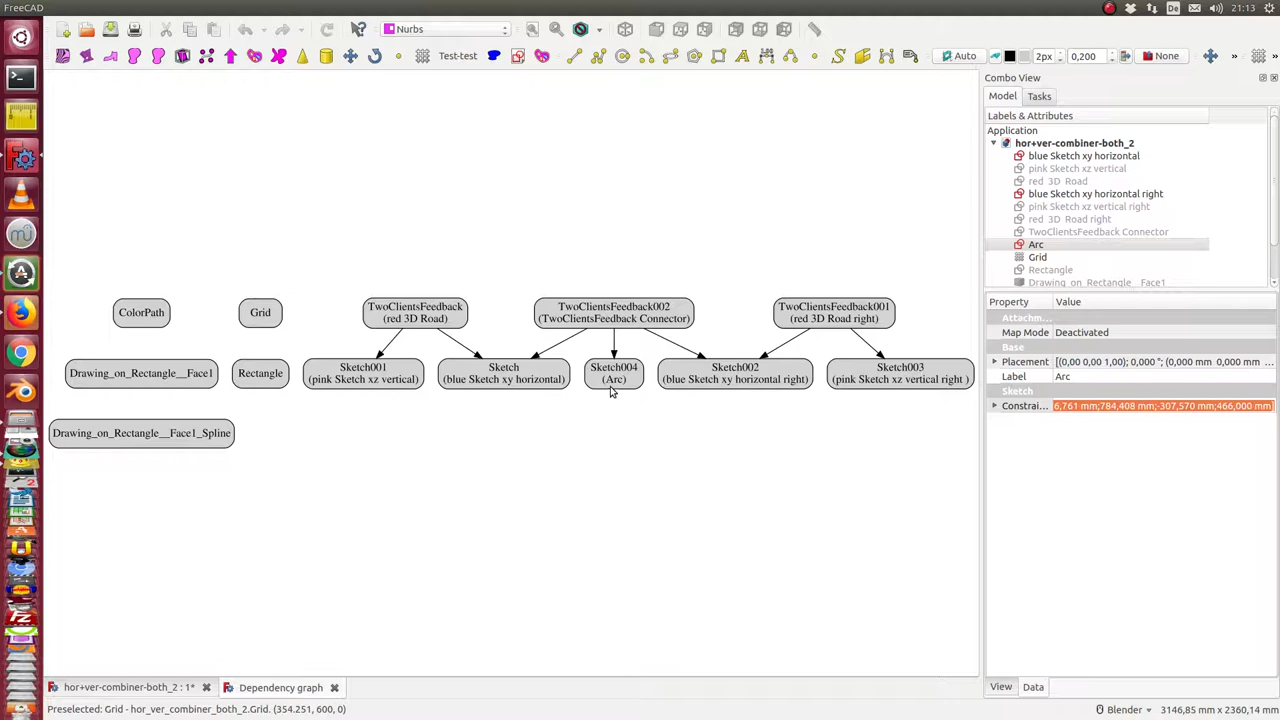 FreeCAD
De
21:13
Nurbs
Test-test
Auto
2px
0,200
None
»
»
Combo View
Model
Tasks
Labels & Attributes
Application
hor+ver-combiner-both_2
blue Sketch xy horizontal
pink Sketch xz vertical
red 3D Road
blue Sketch xy horizontal right
pink Sketch xz vertical right
red 3D Road right
TwoClientsFeedback Connector
Arc
Grid
Rectangle
Drawing_on_Rectangle__Face1
ColorPath
Grid
TwoClientsFeedback
(red 3D Road)
TwoClientsFeedback002
(TwoClientsFeedback Connector)
TwoClientsFeedback001
(red 3D Road right)
Drawing_on_Rectangle__Face1
Rectangle
Sketch001
(pink Sketch xz vertical)
Sketch
(blue Sketch xy horizontal)
Sketch004
(Arc)
Sketch002
(blue Sketch xy horizontal right)
Sketch003
(pink Sketch xz vertical right )
Drawing_on_Rectangle__Face1_Spline
Property
Value
Attachm...
Map Mode
Deactivated
Base
Placement
[(0,00 0,00 1,00); 0,000 °; (0,000 mm 0,000 mm ...
Label
Arc
Sketch
Constrai...
6,761 mm;784,408 mm;-307,570 mm;466,000 mm]
View
Data
hor+ver-combiner-both_2 : 1*
Dependency graph
Preselected: Grid - hor_ver_combiner_both_2.Grid. (354.251, 600, 0)
Blender
3146,85 mm x 2360,14 mm